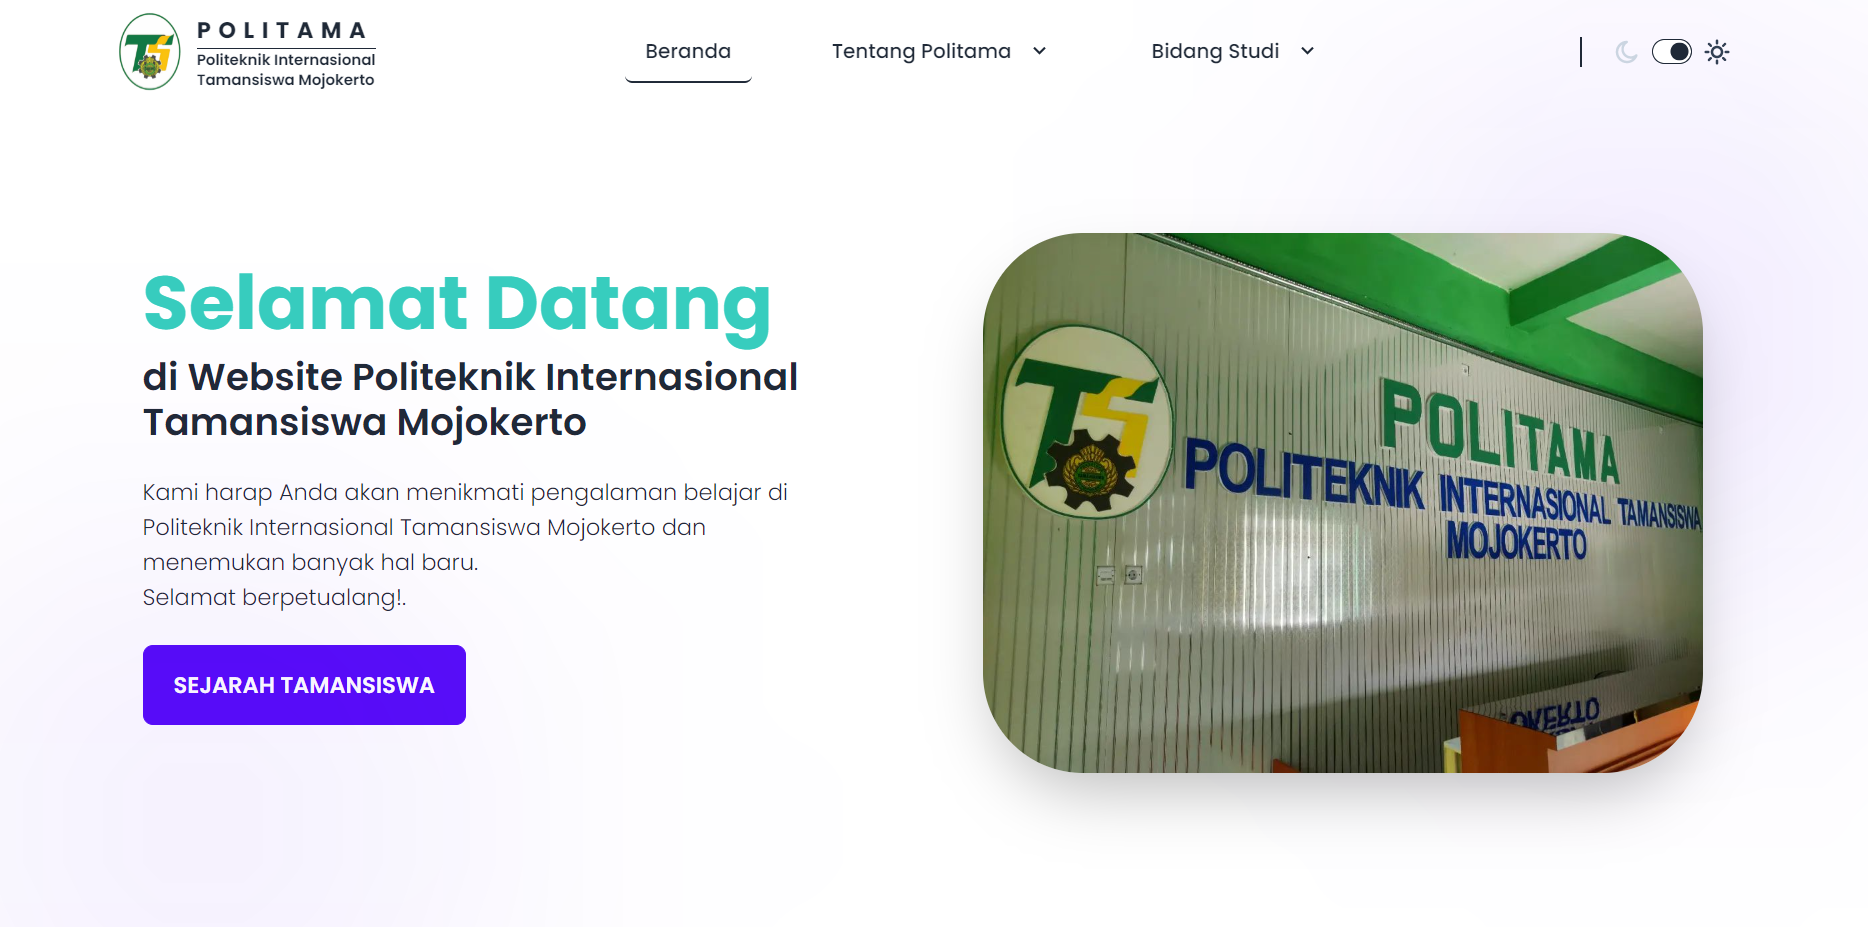 POLITAMA
Politeknik Internasional
Tamansiswa Mojokerto
Beranda
Tentang Politama
Bidang Studi
Selamat Datang
di Website Politeknik Internasional
Tamansiswa Mojokerto
Kami harap Anda akan menikmati pengalaman belajar di
Politeknik Internasional Tamansiswa Mojokerto dan
menemukan banyak hal baru.
Selamat berpetualang!.
SEJARAH TAMANSISWA
TS
POLITAMA
POLITEKNIK INTERNASIONAL TAMANSISWA
MOJOKERTO